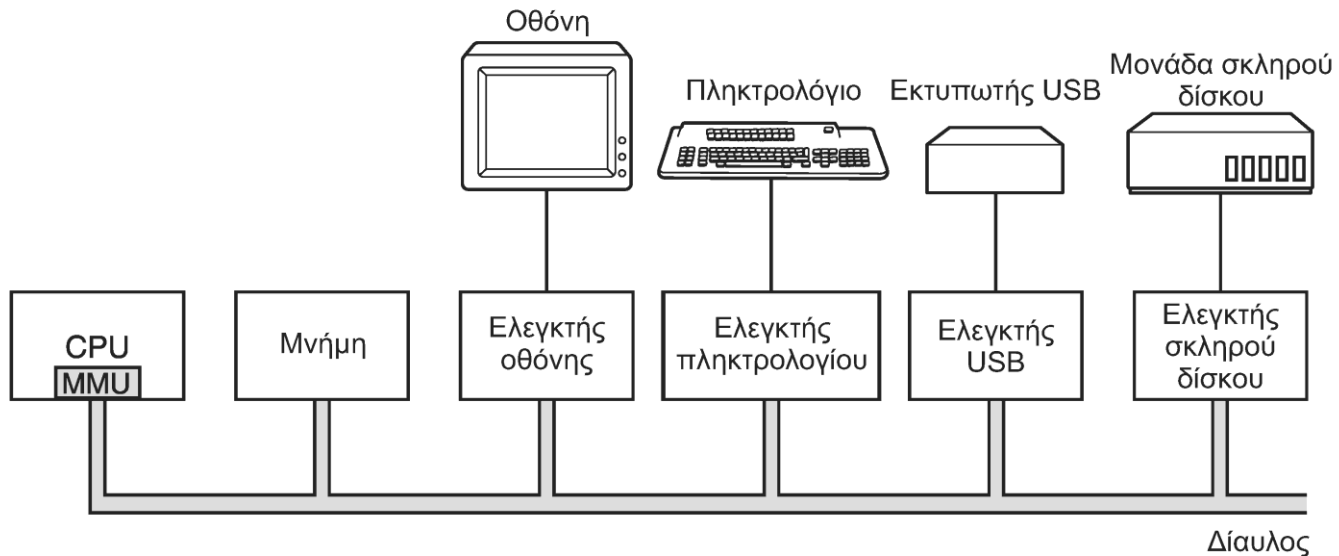 Οθόνη
Πληκτρολόγιο
Εκτυπωτής USB
Μονάδα σκληρού
δίσκου
CPU
MMU
Μνήμη
Ελεγκτής
οθόνης
Ελεγκτής
πληκτρολογίου
Ελεγκτής
USB
Ελεγκτής
σκληρού
δίσκου
Δίαυλος